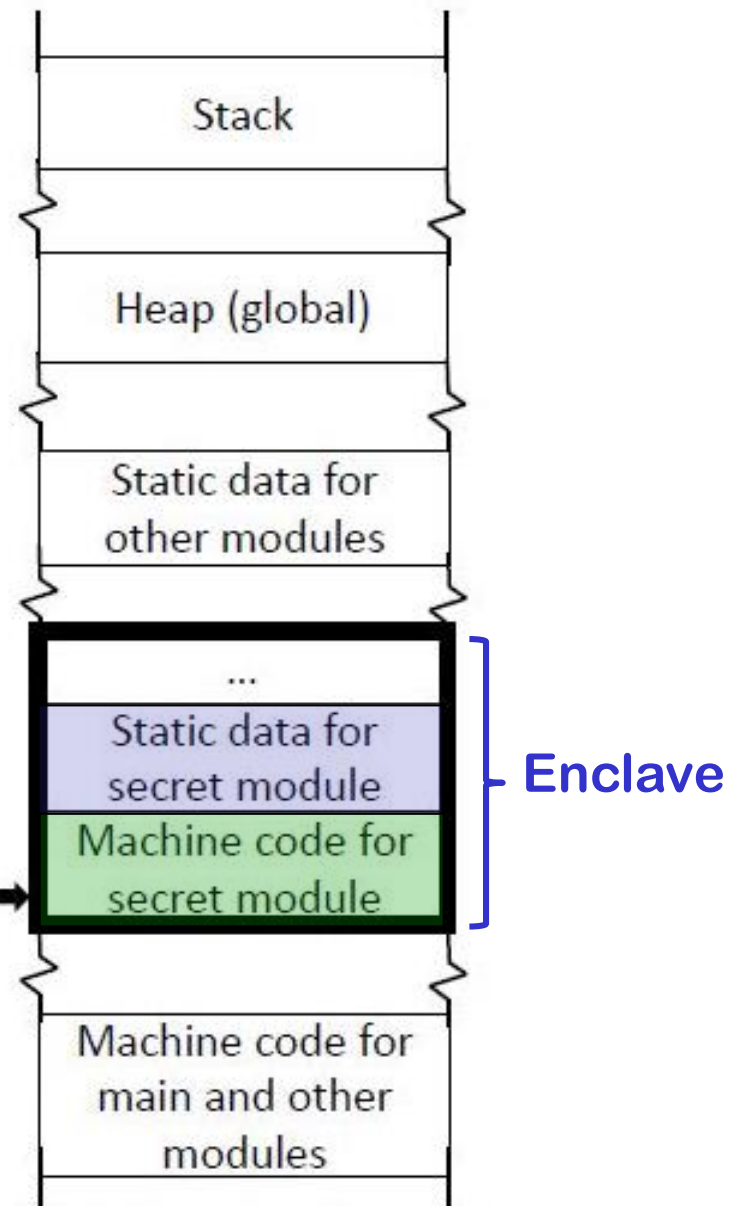 Stack
Heap (global)
Static data for
other modules
...
Static data for
secret module
Enclave
Machine code for
secret module
Machine code for
main and other
modules